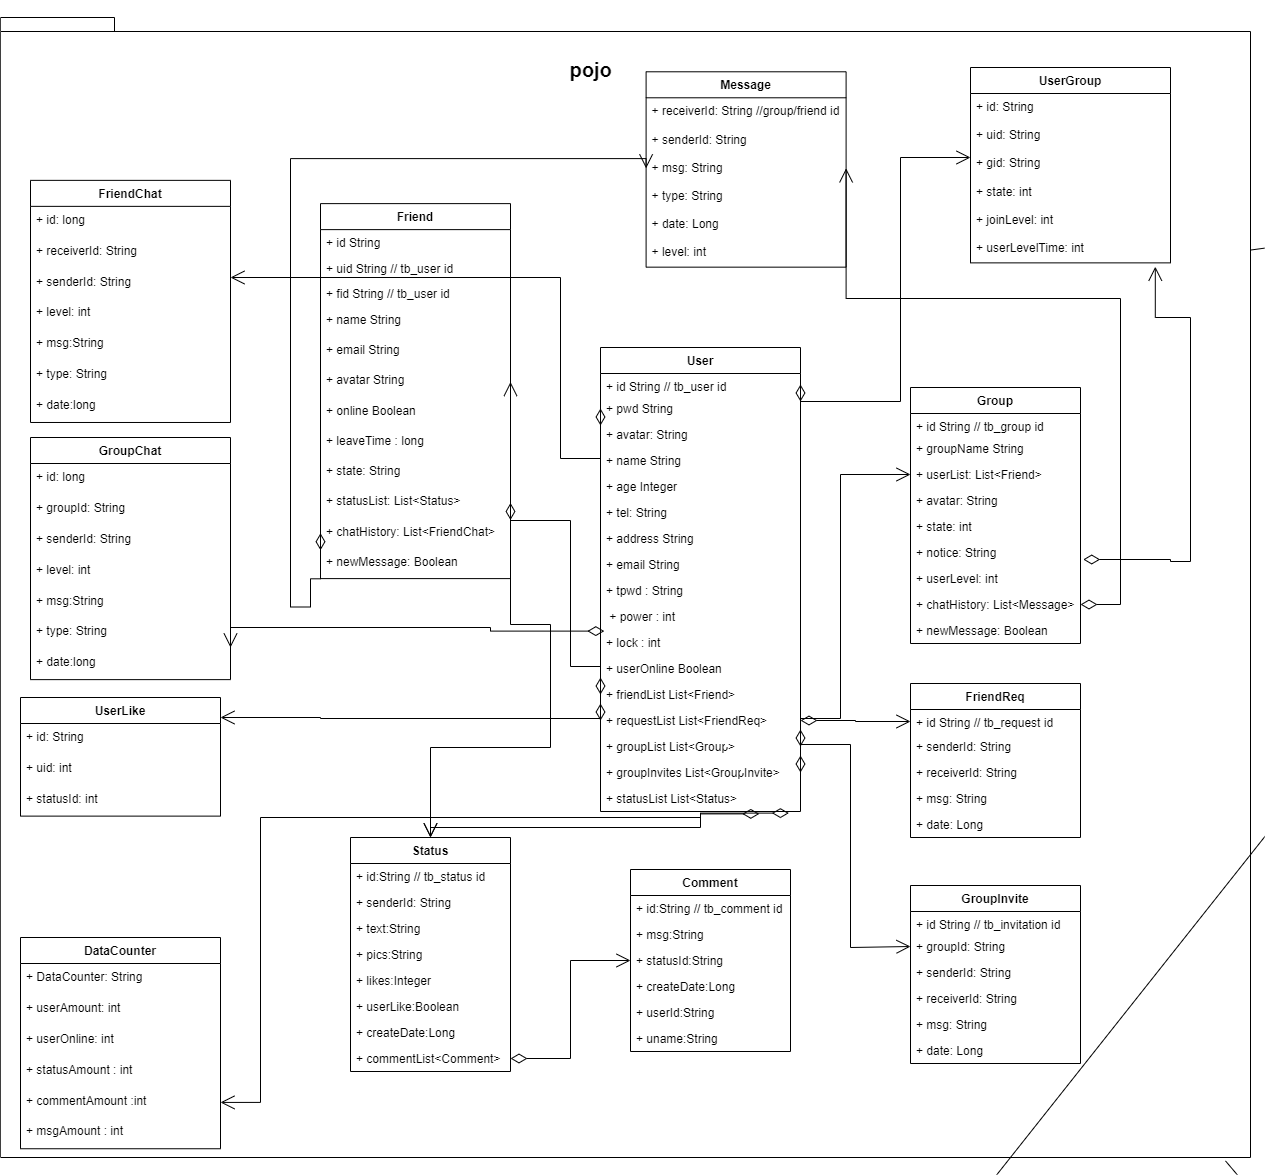 pojo
Message
+ receiverId: String //group/friend id
+ senderId: String
+ msg: String
+ type: String
+ date: Long
+ level: int
UserGroup
+ id: String
+ uid: String
+ gid: String
+ state: int
+ joinLevel: int
+ userLevelTime: int
FriendChat
+ id: long
+ receiverId: String
+ senderId: String
+ level: int
+ msg:String
+ type: String
+ date:long
Friend
+ id String
+ uid String // tb_user id
+ fid String // tb_user id
+ name String
+ email String
+ avatar String
+ online Boolean
+ leaveTime : long
+ state: String
+ statusList: List<Status>
+ chatHistory: List<FriendChat>
+ newMessage: Boolean
User
+ id String // tb_user id
+ pwd String
+ avatar: String
+ name String
+ age Integer
+ tel: String
+ address String
+ email String
+ tpwd : String
+ power : int
+ lock : int
+ userOnline Boolean
+ friendList List<Friend>
+ requestList List<FriendReq>
+ groupList List<Group>
+ groupInvites List<GroupInvite>
+ statusList List<Status>
Group
+ id String // tb_group id
+ groupName String
+ userList: List<Friend>
+ avatar: String
+ state: int
+ notice: String
+ userLevel: int
+ chatHistory: List<Message>
+ newMessage: Boolean
GroupChat
+ id: long
+ groupId: String
+ senderId: String
+ level: int
+ msg:String
+ type: String
+ date:long
UserLike
+ id: String
+ uid: int
+ statusId: int
FriendReq
+ id String // tb_request id
+ senderId: String
+ receiverId: String
+ msg: String
+ date: Long
Status
+ id:String // tb_status id
+ senderId: String
+ text:String
+ pics:String
+ likes:Integer
+ userLike:Boolean
+ createDate:Long
+ commentList<Comment>
Comment
+ id:String // tb_comment id
+ msg:String
+ statusId:String
+ createDate:Long
+ userId:String
+ uname:String
GroupInvite
+ id String // tb_invitation id
+ groupId: String
+ senderId: String
+ receiverId: String
+ msg: String
+ date: Long
DataCounter
+ DataCounter: String
+ userAmount: int
+ userOnline: int
+ statusAmount : int
+ commentAmount :int
+ msgAmount : int